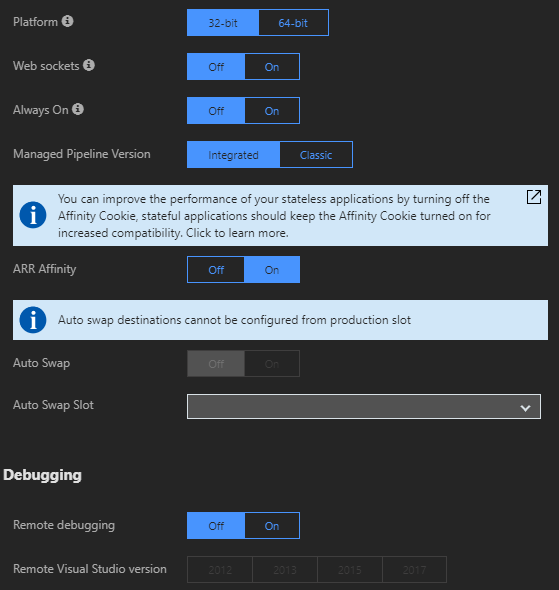 Platform 32-bit 64-bit
Web sockets Off On
Always On Off On
Managed Pipeline Version Integrated Classic
You can improve the performance of your stateless applications by turning off the
Affinity Cookie, stateful applications should keep the Affinity Cookie turned on for
increased compatibility. Click to learn more.
ARR Affinity Off On
Auto swap destinations cannot be configured from production slot
Auto Swap Off On
Auto Swap Slot
Debugging
Remote debugging Off On
Remote Visual Studio version 2012 2013 2015 2017